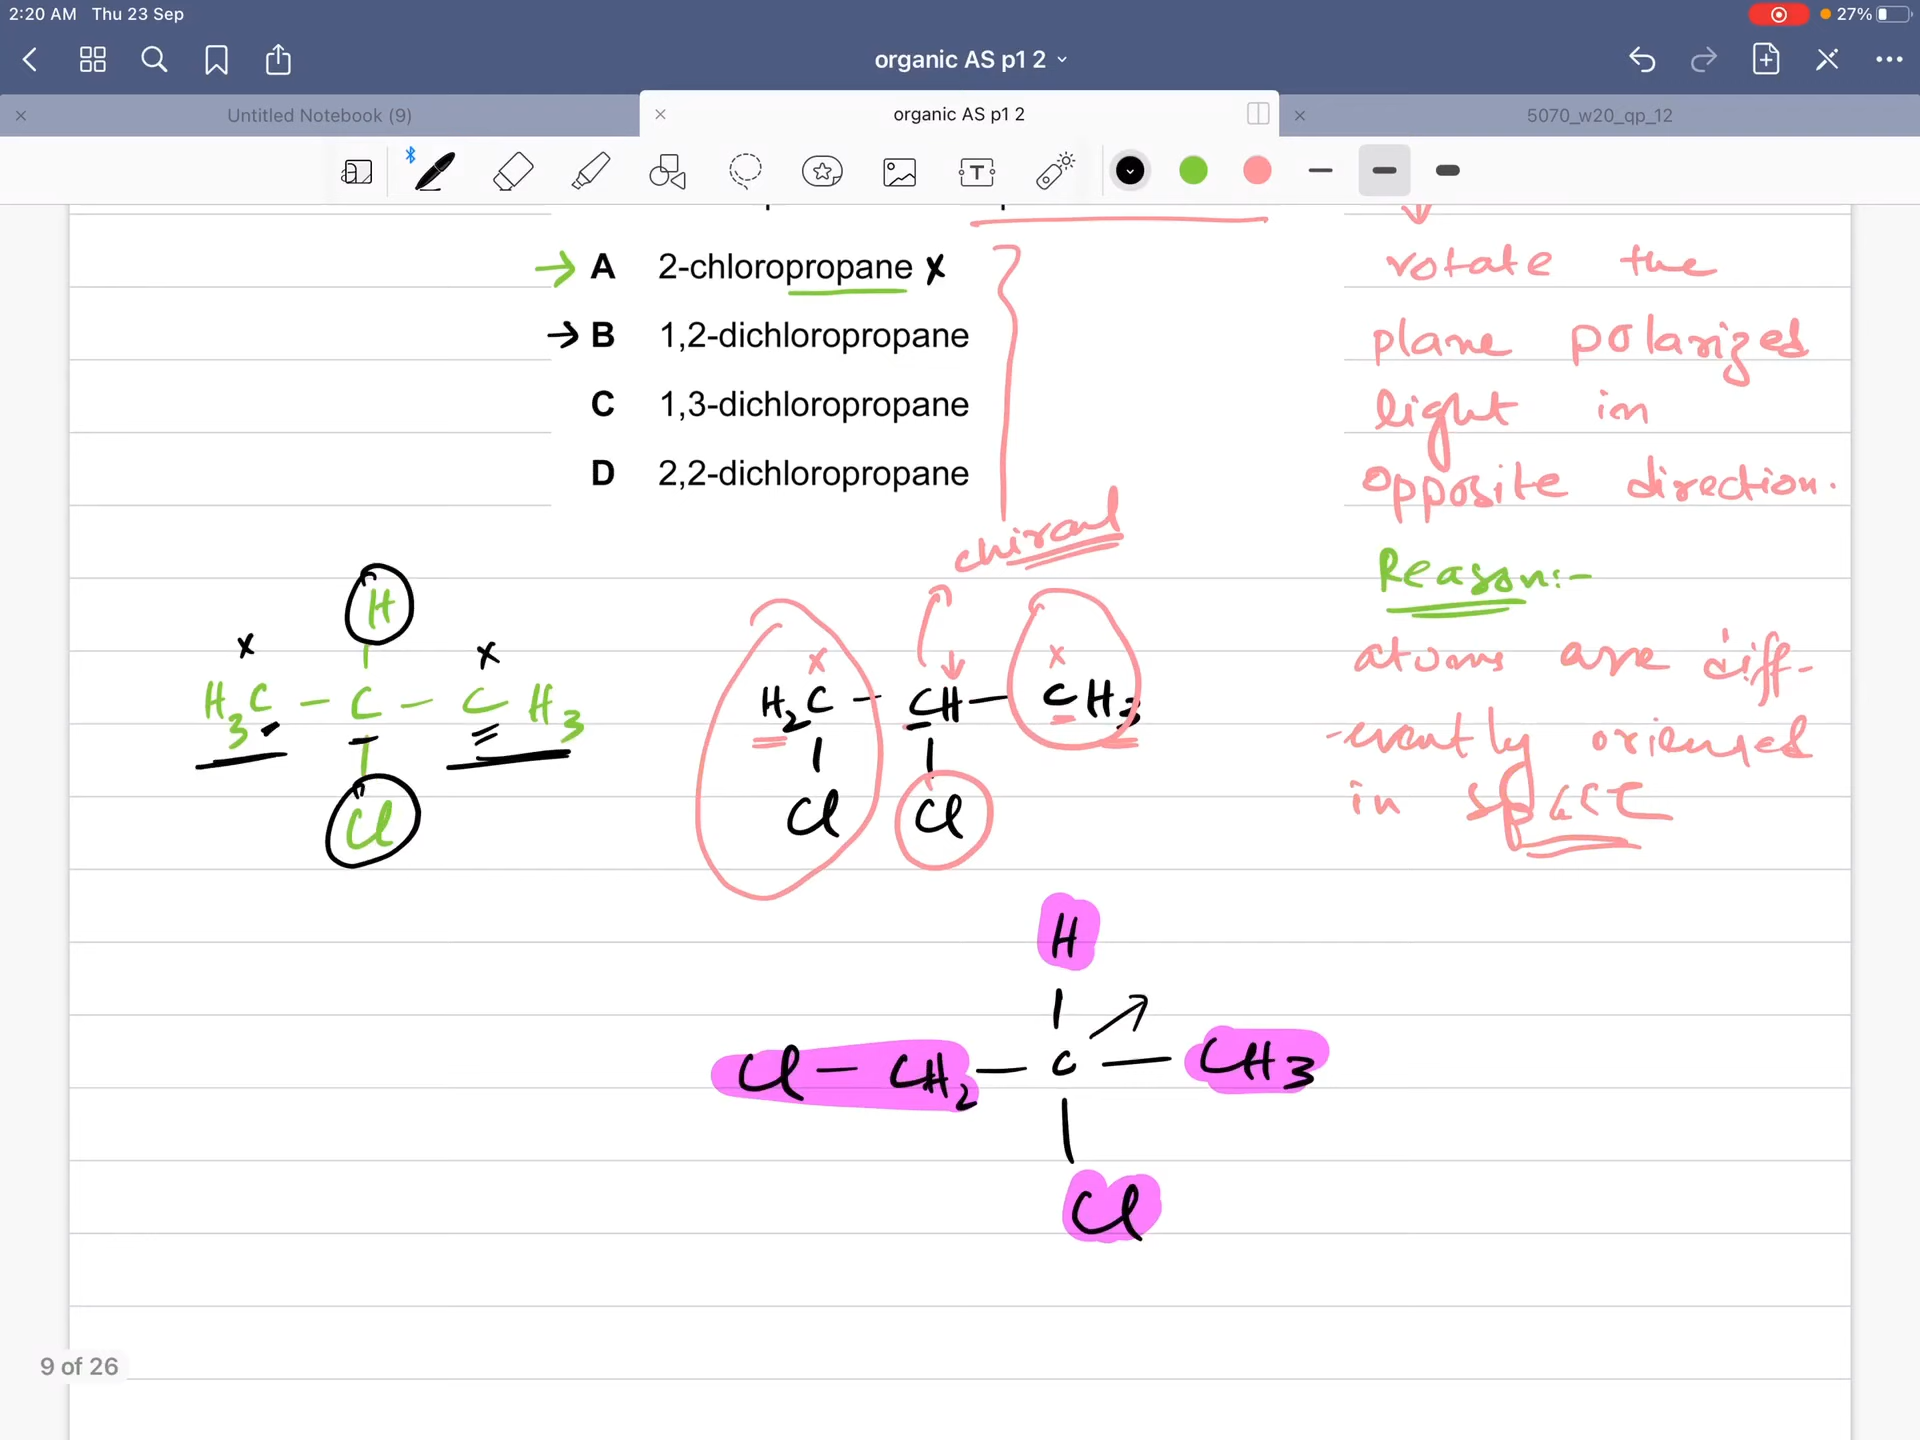 2:20 AM Thu 23 Sep
27%
organic AS p1 2
Untitled Notebook (9)
organic AS p1 2
5070_w20_qp_12
A 2-chloropropane x
B 1,2-dichloropropane
C 1,3-dichloropropane
D 2,2-dichloropropane
rotate the
plane polarized
light in
opposite direction.
Reason:-
atoms are diff-
-erently oriented
in space
chiral
H
x x
H3C - C - CH3
Cl
x x
H2C - CH - CH3
Cl Cl
H
Cl - CH2 - C - CH3
Cl
9 of 26